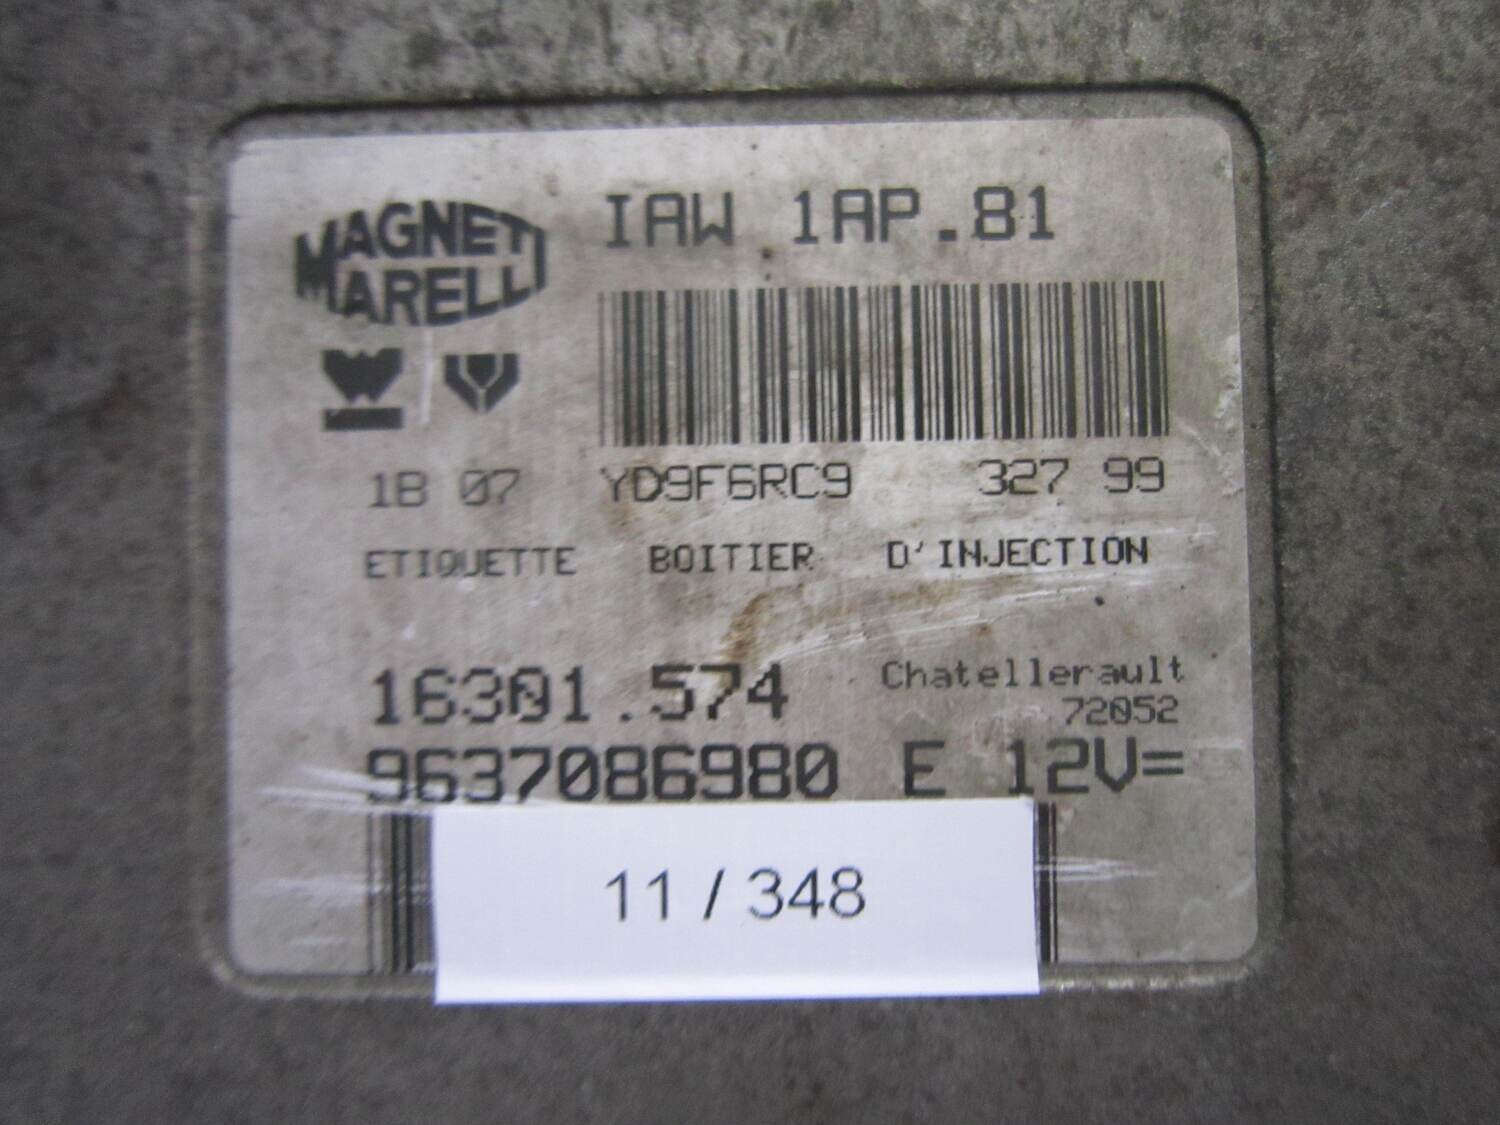 MAGNETI
MARELLI
IAW 1AP.81
1B 07 YD9F6RC9 327 99
ETIQUETTE BOITIER D'INJECTION
16301.574 Chatellerault
72052
9637086980 E 12V=
11 / 348